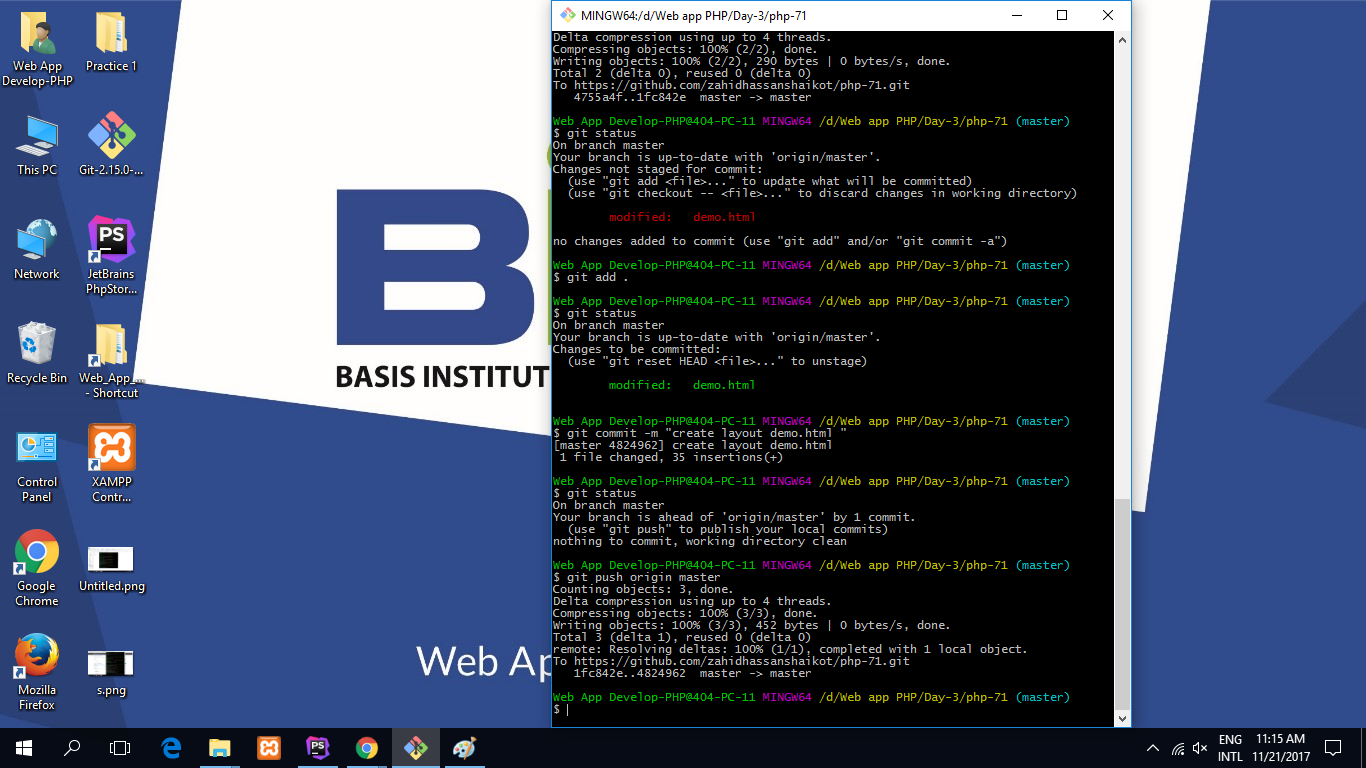 Web App
Develop-PHP
Practice 1
This PC
Git-2.15.0-...
Network
JetBrains
PhpStor...
Recycle Bin
Web_App_...
- Shortcut
Control
Panel
XAMPP
Contr...
Google
Chrome
Untitled.png
Mozilla
Firefox
s.png
PS
B
BASIS INSTITUT
Web Ap
MINGW64:/d/Web app PHP/Day-3/php-71
Delta compression using up to 4 threads.
Compressing objects: 100% (2/2), done.
Writing objects: 100% (2/2), 290 bytes | 0 bytes/s, done.
Total 2 (delta 0), reused 0 (delta 0)
To https://github.com/zahidhassanshaikot/php-71.git
   4755a4f..1fc842e  master -> master
Web App Develop-PHP@404-PC-11 MINGW64 /d/Web app PHP/Day-3/php-71 (master)
$ git status
On branch master
Your branch is up-to-date with 'origin/master'.
Changes not staged for commit:
  (use "git add <file>..." to update what will be committed)
  (use "git checkout -- <file>..." to discard changes in working directory)
        modified:   demo.html
no changes added to commit (use "git add" and/or "git commit -a")
Web App Develop-PHP@404-PC-11 MINGW64 /d/Web app PHP/Day-3/php-71 (master)
$ git add .
Web App Develop-PHP@404-PC-11 MINGW64 /d/Web app PHP/Day-3/php-71 (master)
$ git status
On branch master
Your branch is up-to-date with 'origin/master'.
Changes to be committed:
  (use "git reset HEAD <file>..." to unstage)
        modified:   demo.html
Web App Develop-PHP@404-PC-11 MINGW64 /d/Web app PHP/Day-3/php-71 (master)
$ git commit -m "create layout demo.html "
[master 4824962] create layout demo.html
 1 file changed, 35 insertions(+)
Web App Develop-PHP@404-PC-11 MINGW64 /d/Web app PHP/Day-3/php-71 (master)
$ git status
On branch master
Your branch is ahead of 'origin/master' by 1 commit.
  (use "git push" to publish your local commits)
nothing to commit, working directory clean
Web App Develop-PHP@404-PC-11 MINGW64 /d/Web app PHP/Day-3/php-71 (master)
$ git push origin master
Counting objects: 3, done.
Delta compression using up to 4 threads.
Compressing objects: 100% (3/3), done.
Writing objects: 100% (3/3), 452 bytes | 0 bytes/s, done.
Total 3 (delta 1), reused 0 (delta 0)
remote: Resolving deltas: 100% (1/1), completed with 1 local object.
To https://github.com/zahidhassanshaikot/php-71.git
   1fc842e..4824962  master -> master
Web App Develop-PHP@404-PC-11 MINGW64 /d/Web app PHP/Day-3/php-71 (master)
$
PS
ENG
INTL
11:15 AM
11/21/2017